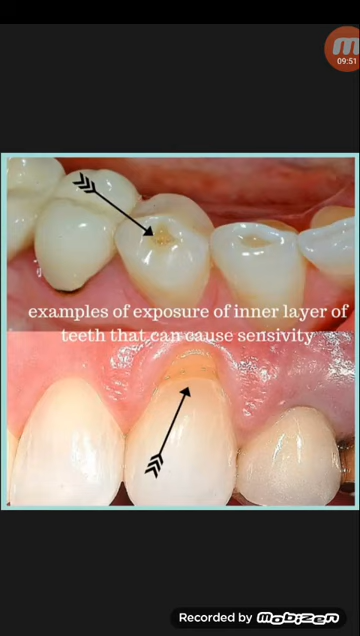 09:51
examples of exposure of inner layer of
teeth that can cause sensivity
Recorded by Mobizen